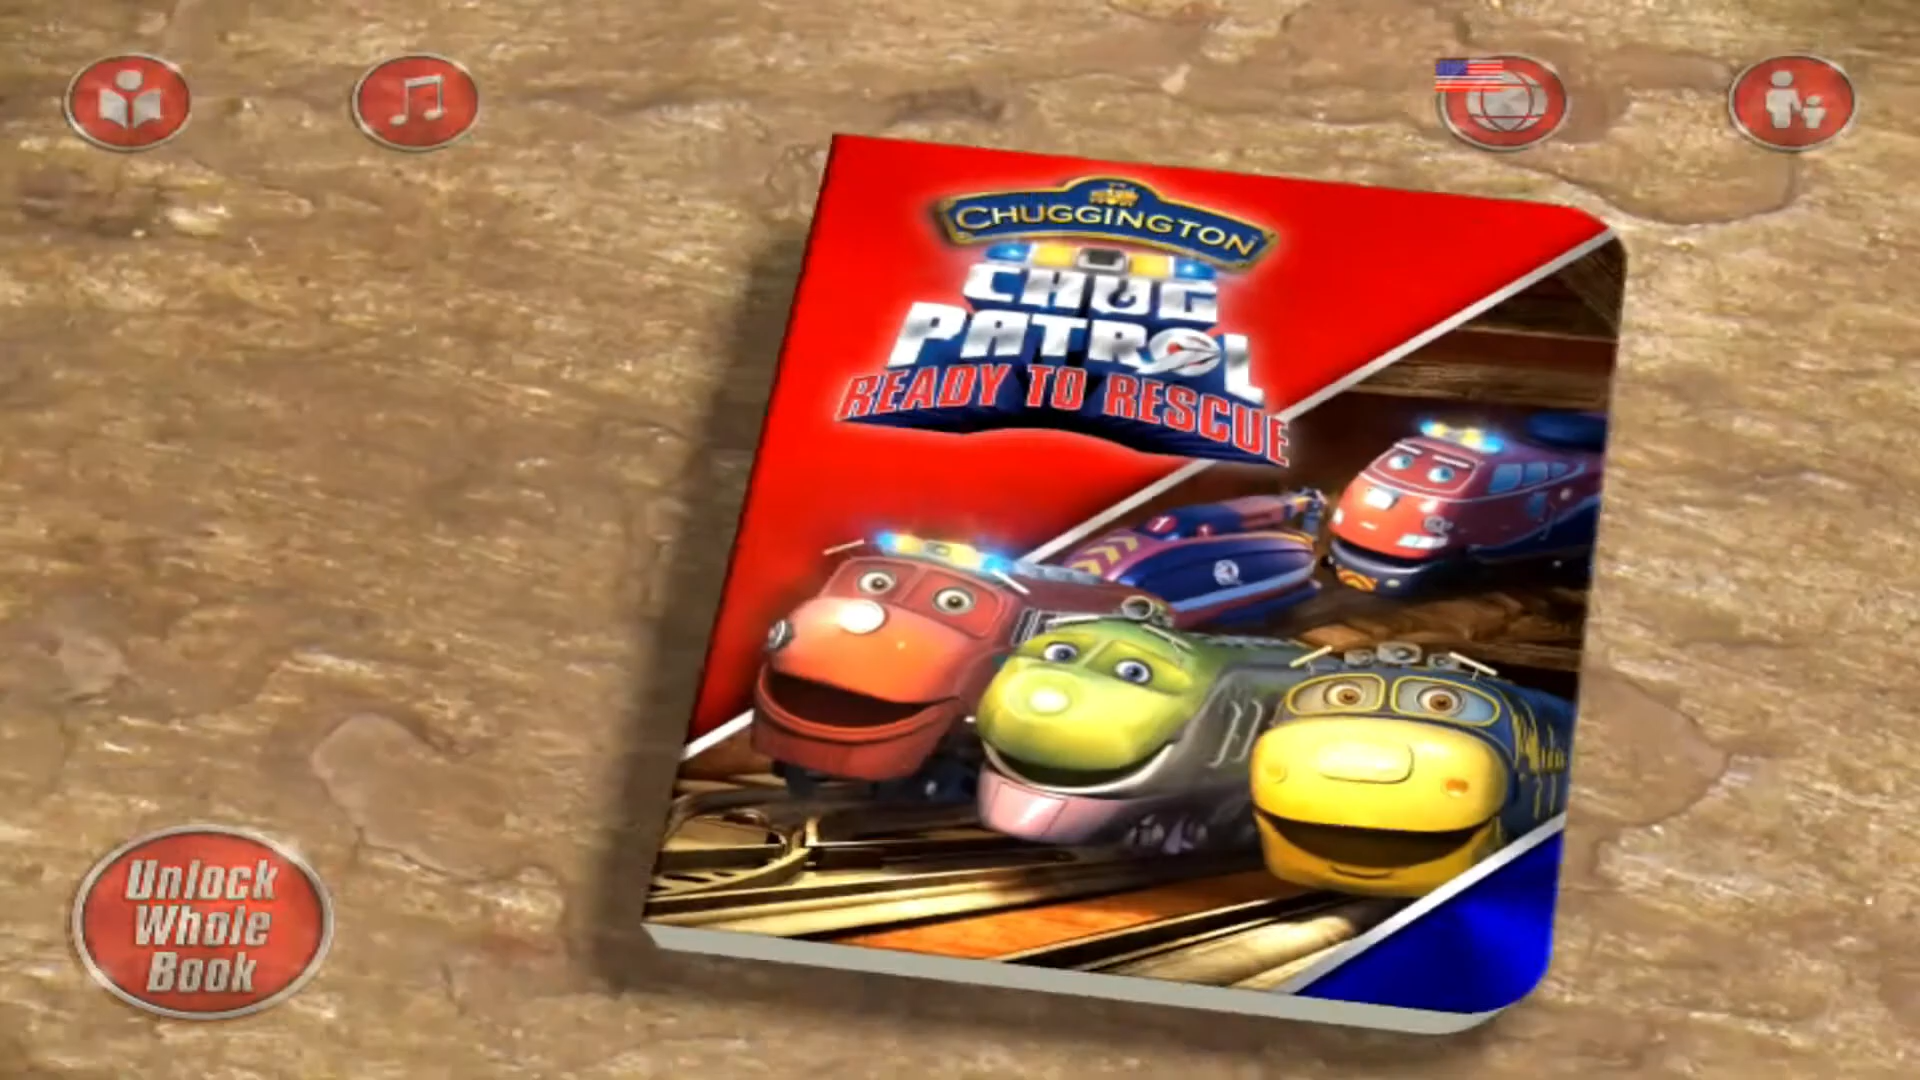 CHUGGINGTON
CHUG
PATROL
READY TO RESCUE
Unlock
Whole
Book